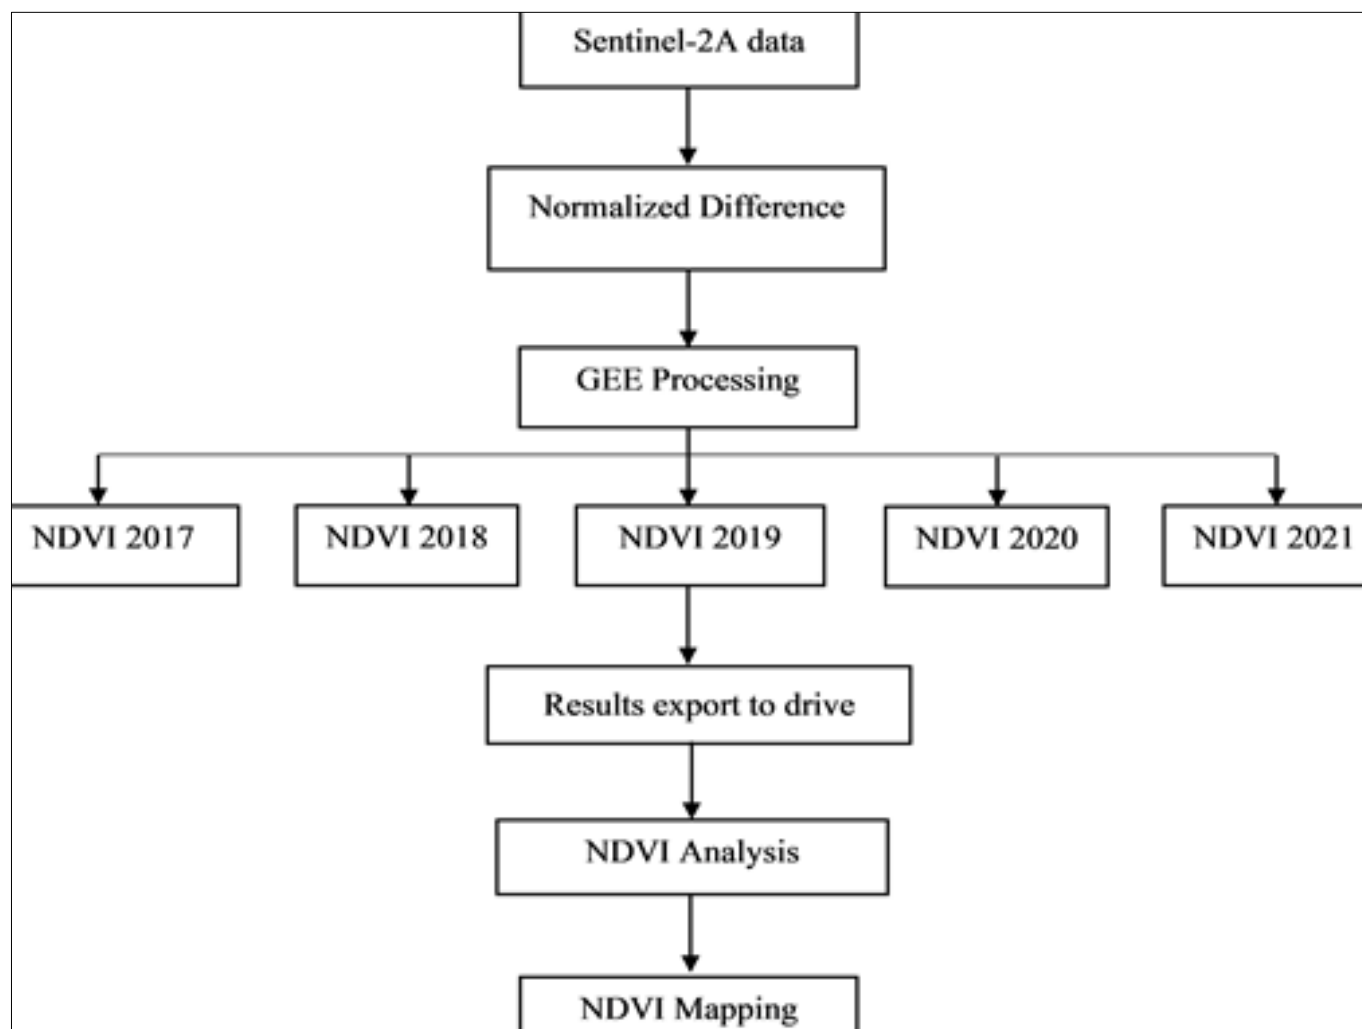 Sentinel-2A data
Normalized Difference
GEE Processing
NDVI 2017
NDVI 2018
NDVI 2019
NDVI 2020
NDVI 2021
Results export to drive
NDVI Analysis
NDVI Mapping